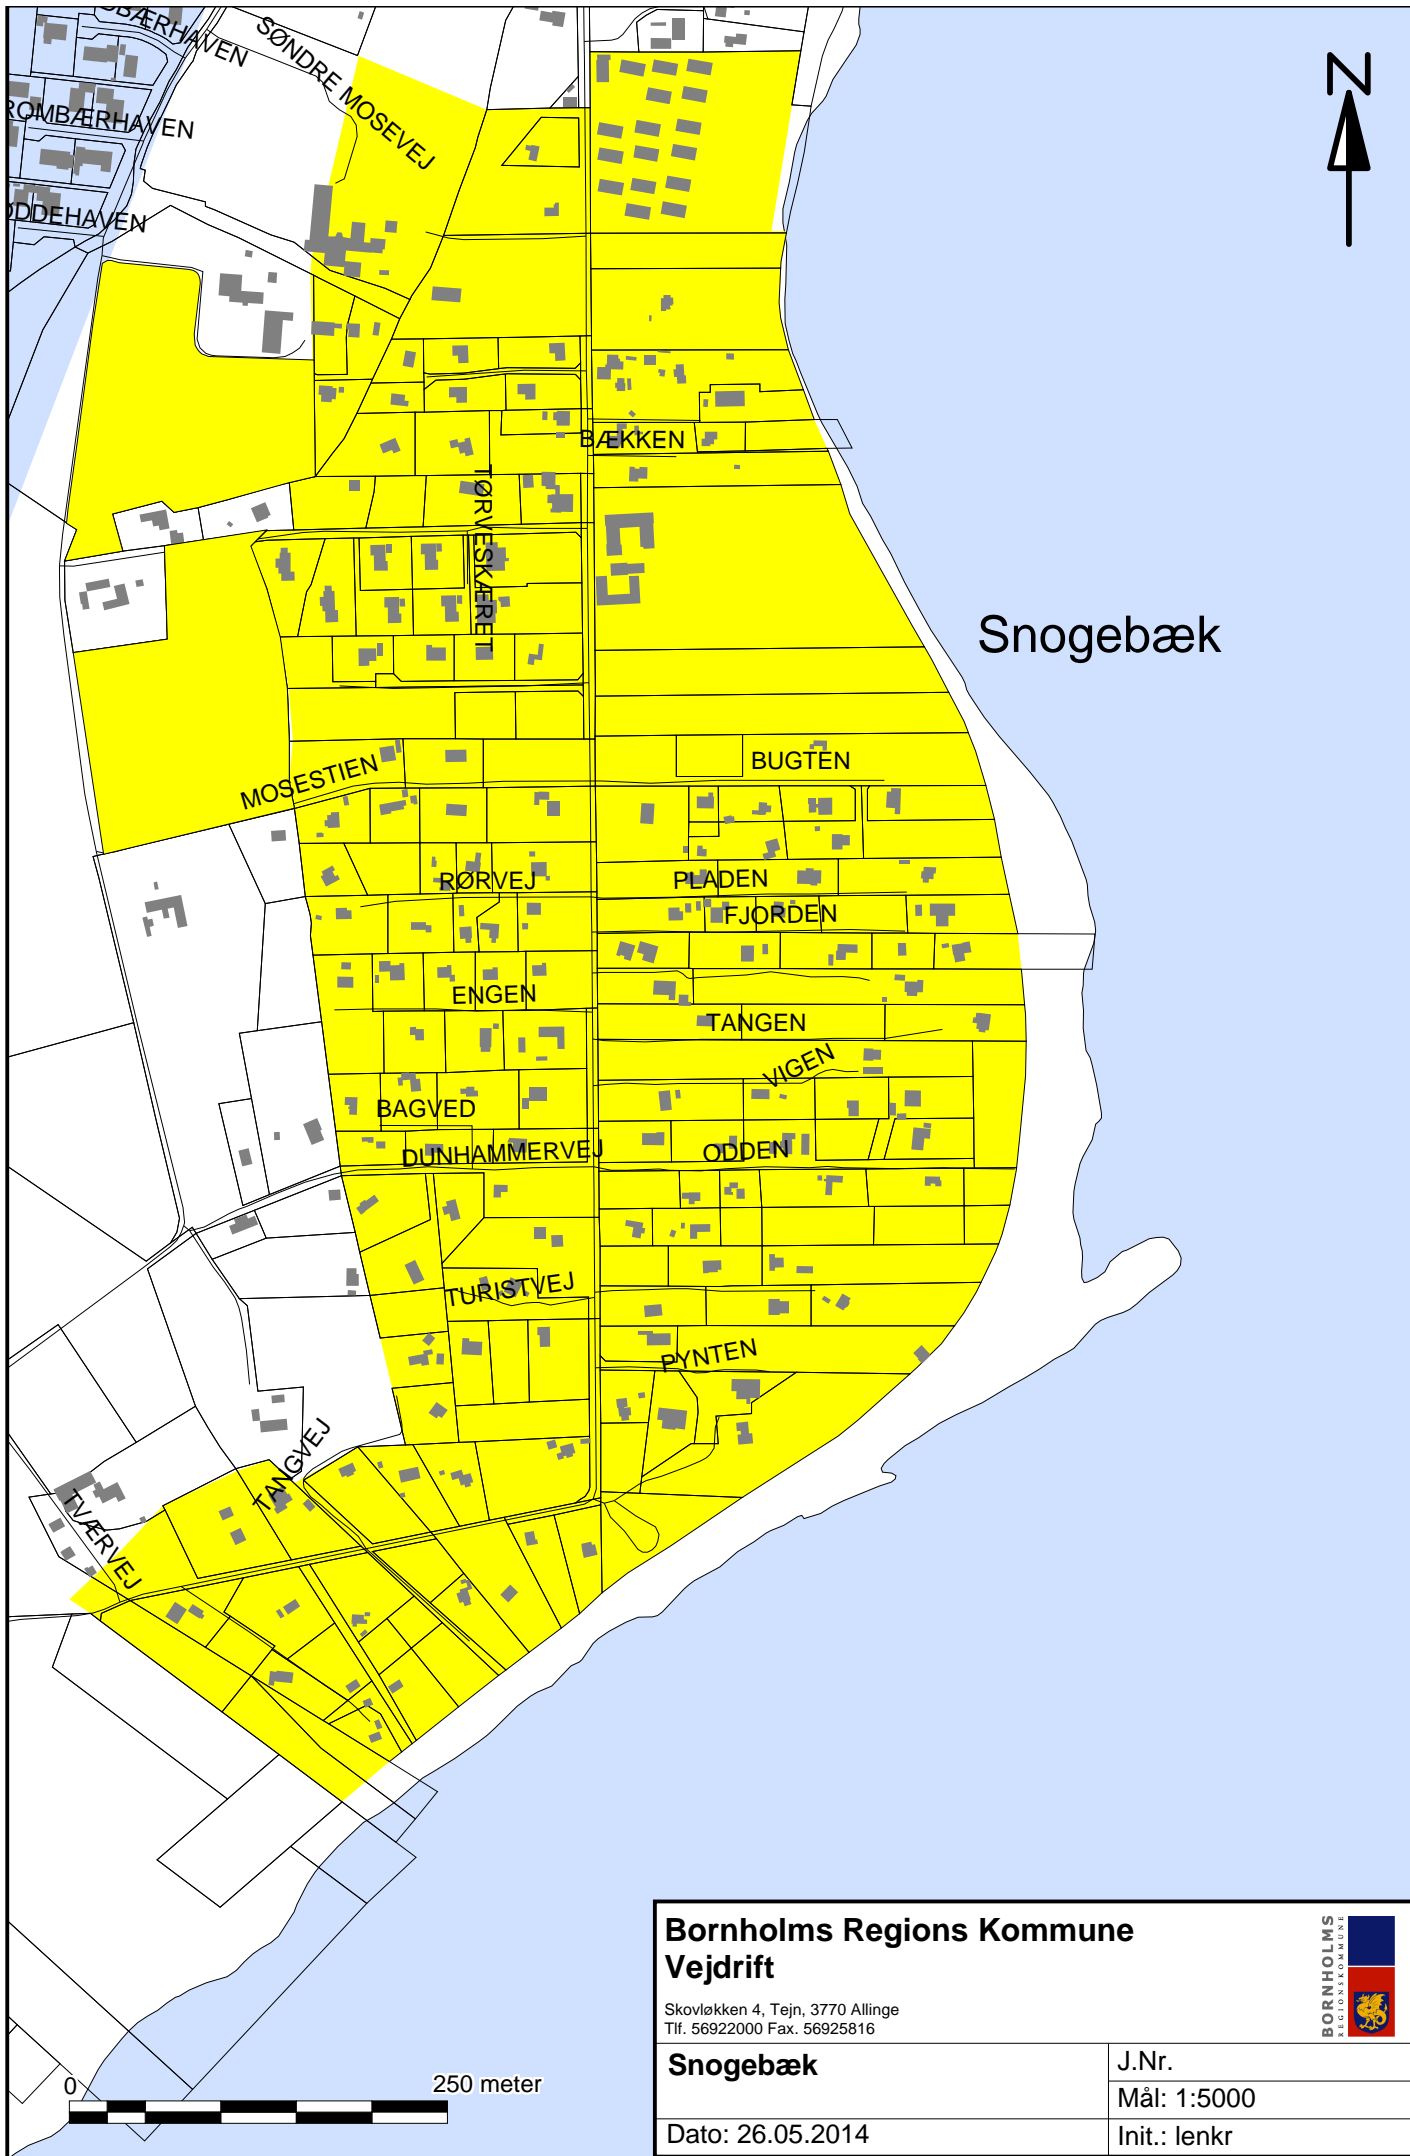 SØNDRE MOSEVEJ
N
BÆKKEN
TØRVESKÆRET
Snogebæk
MOSESTIEN
BUGTEN
RØRVEJ
PLADEN
FJORDEN
ENGEN
TANGEN
VIGEN
BAGVED
DUNHAMMERVEJ
ODDEN
TURISTVEJ
PYNTEN
TANGVEJ
TVÆRVEJ
0
250 meter
Bornholms Regions Kommune
Vejdrift
Skovløkken 4, Tejn, 3770 Allinge
Tlf. 56922000 Fax. 56925816
BORNHOLMS
REGIONSKOMMUNE
Snogebæk
J.Nr.
Mål: 1:5000
Dato: 26.05.2014
Init.: lenkr